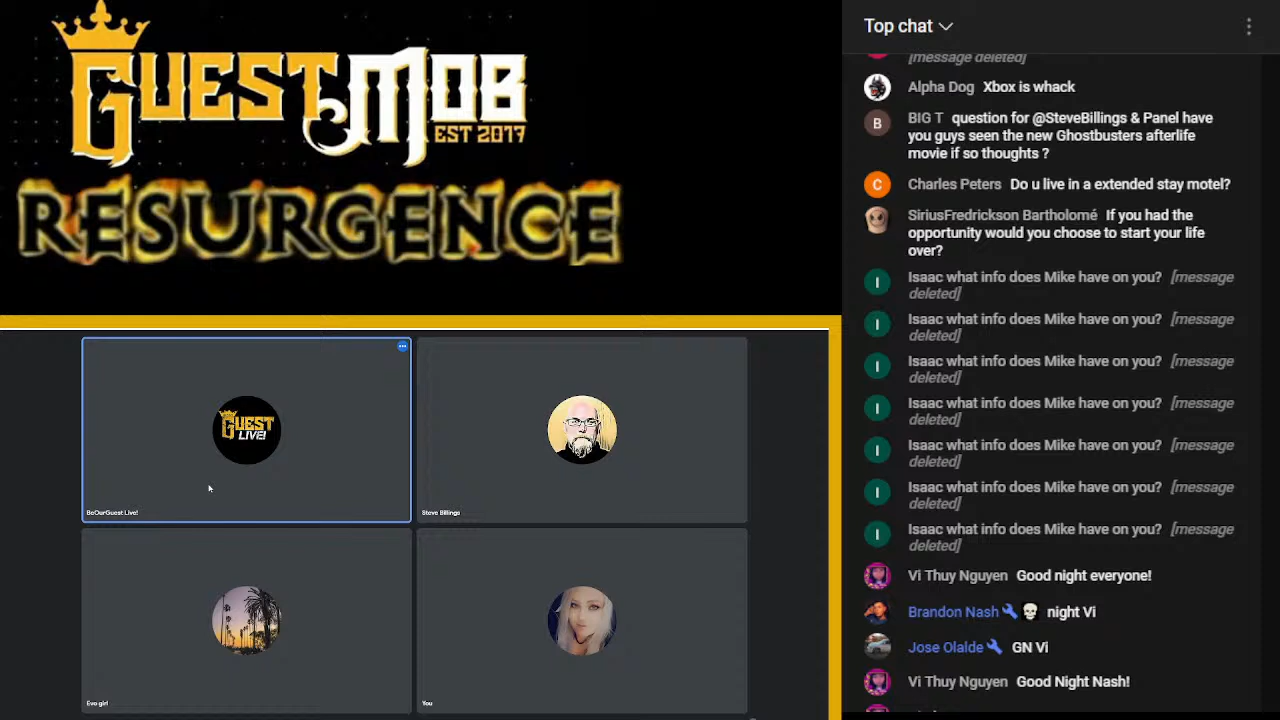 GUEST MOB
EST 2017
RESURGENCE
GUEST
LIVE!
BeOurGuest Live!
Steve Billings
Evo girl
You
Top chat
[message deleted]
Alpha Dog Xbox is whack
BIG T question for @SteveBillings & Panel have
you guys seen the new Ghostbusters afterlife
movie if so thoughts ?
Charles Peters Do u live in a extended stay motel?
SiriusFredrickson Bartholomé If you had the
opportunity would you choose to start your life
over?
Isaac what info does Mike have on you? [message
deleted]
Isaac what info does Mike have on you? [message
deleted]
Isaac what info does Mike have on you? [message
deleted]
Isaac what info does Mike have on you? [message
deleted]
Isaac what info does Mike have on you? [message
deleted]
Isaac what info does Mike have on you? [message
deleted]
Isaac what info does Mike have on you? [message
deleted]
Vi Thuy Nguyen Good night everyone!
Brandon Nash night Vi
Jose Olalde GN Vi
Vi Thuy Nguyen Good Night Nash!